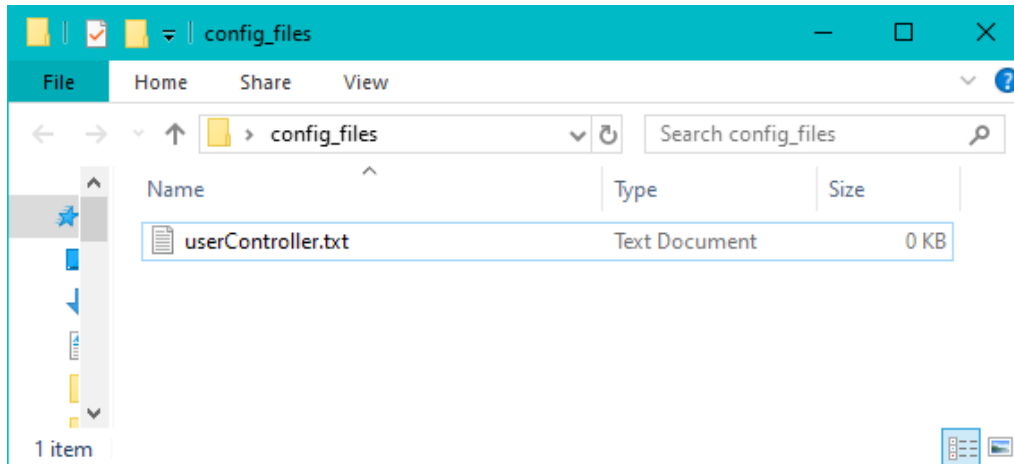 config_files
File Home Share View
config_files Search config_files
Name Type Size
userController.txt Text Document 0 KB
1 item